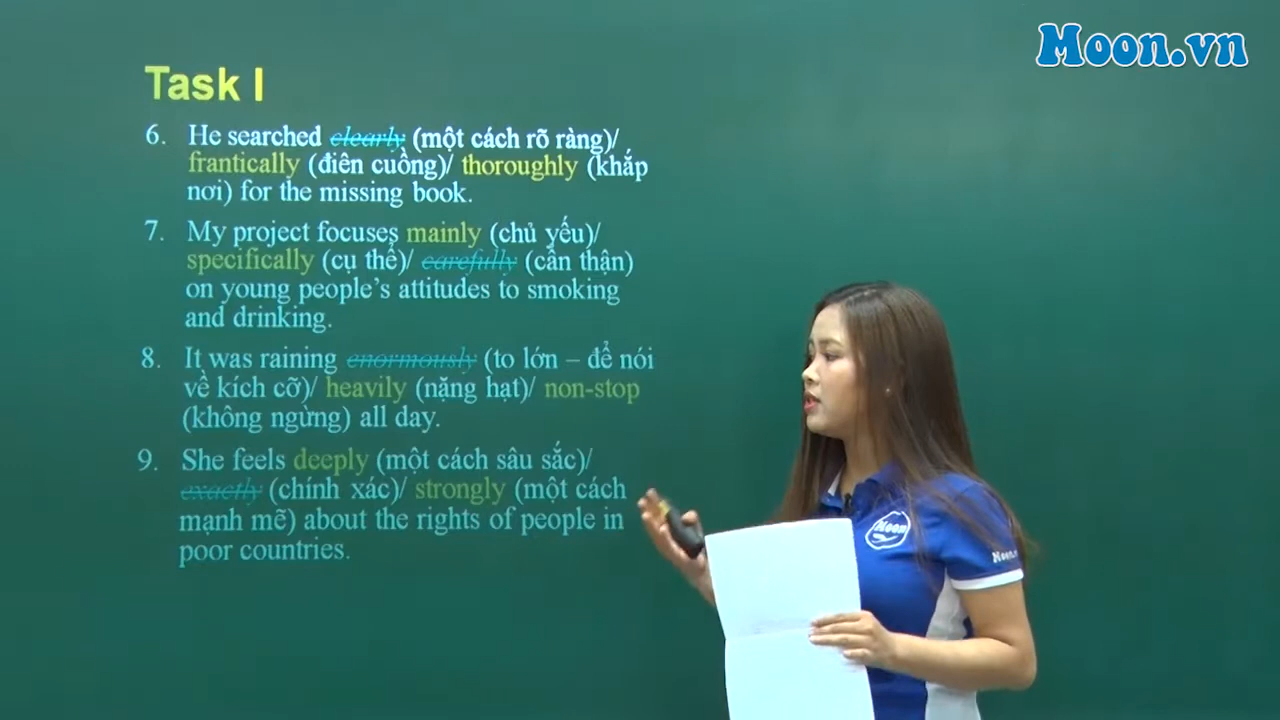 Moon.vn
Task I
6. He searched clearly (một cách rõ ràng)/
frantically (điên cuồng)/ thoroughly (khắp
nơi) for the missing book.
7. My project focuses mainly (chủ yếu)/
specifically (cụ thể)/ carefully (cẩn thận)
on young people's attitudes to smoking
and drinking.
8. It was raining enormously (to lớn – để nói
về kích cỡ)/ heavily (nặng hạt)/ non-stop
(không ngừng) all day.
9. She feels deeply (một cách sâu sắc)/
exactly (chính xác)/ strongly (một cách
mạnh mẽ) about the rights of people in
poor countries.
Moon